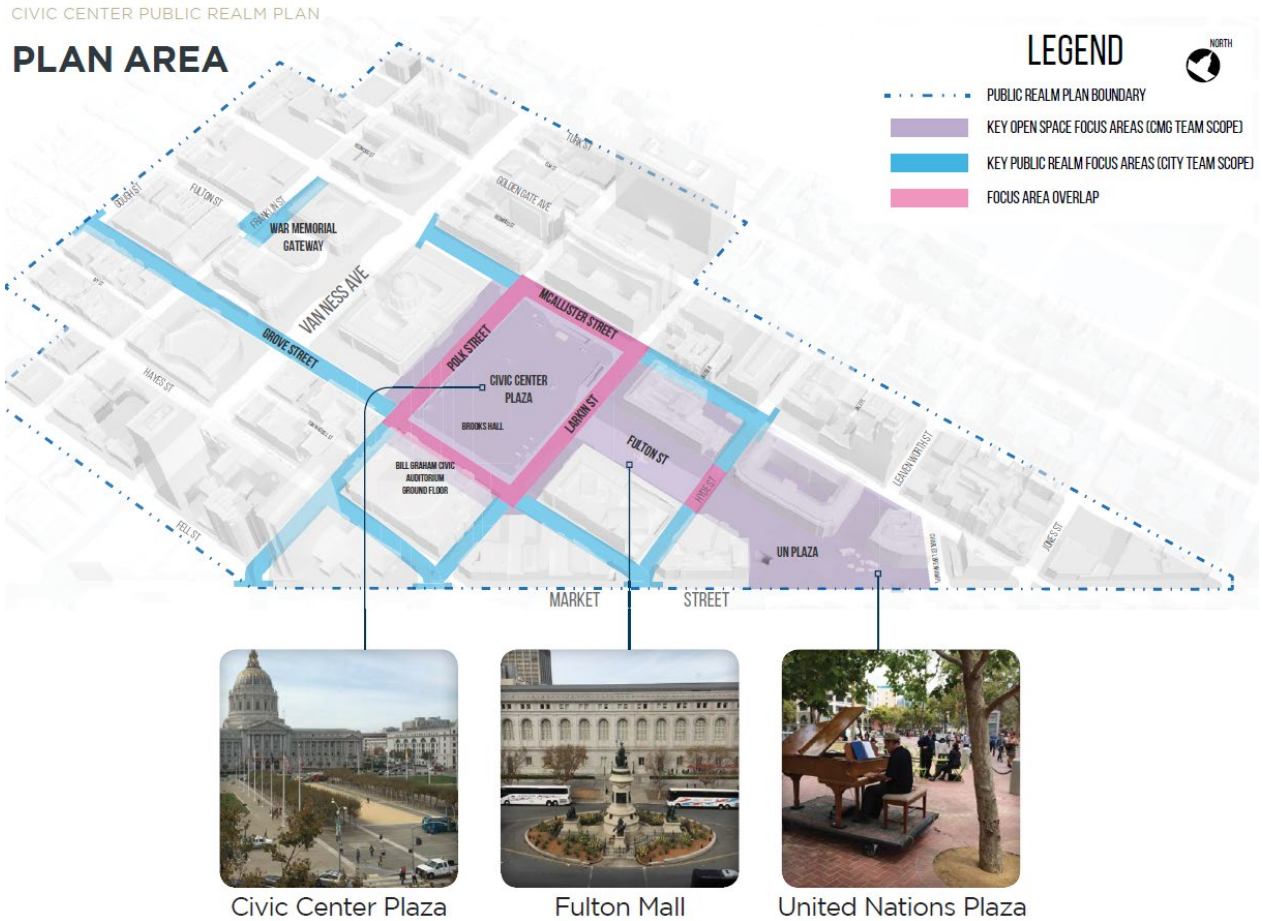 CIVIC CENTER PUBLIC REALM PLAN
PLAN AREA
LEGEND
NORTH
PUBLIC REALM PLAN BOUNDARY
KEY OPEN SPACE FOCUS AREAS (CMG TEAM SCOPE)
KEY PUBLIC REALM FOCUS AREAS (CITY TEAM SCOPE)
FOCUS AREA OVERLAP
TURK ST
GOLDEN GATE AVE
GOUGH ST
FULTON ST
FRANKLIN ST
WAR MEMORIAL
GATEWAY
VAN NESS AVE
MCALLISTER STREET
POLK STREET
GROVE STREET
HAYES ST
CIVIC CENTER
PLAZA
BROOKS HALL
LARKIN ST
FULTON ST
BILL GRAHAM CIVIC
AUDITORIUM
GROUND FLOOR
HYDE ST
LEAVENWORTH ST
FELL ST
UN PLAZA
JONES ST
MARKET STREET
Civic Center Plaza
Fulton Mall
United Nations Plaza